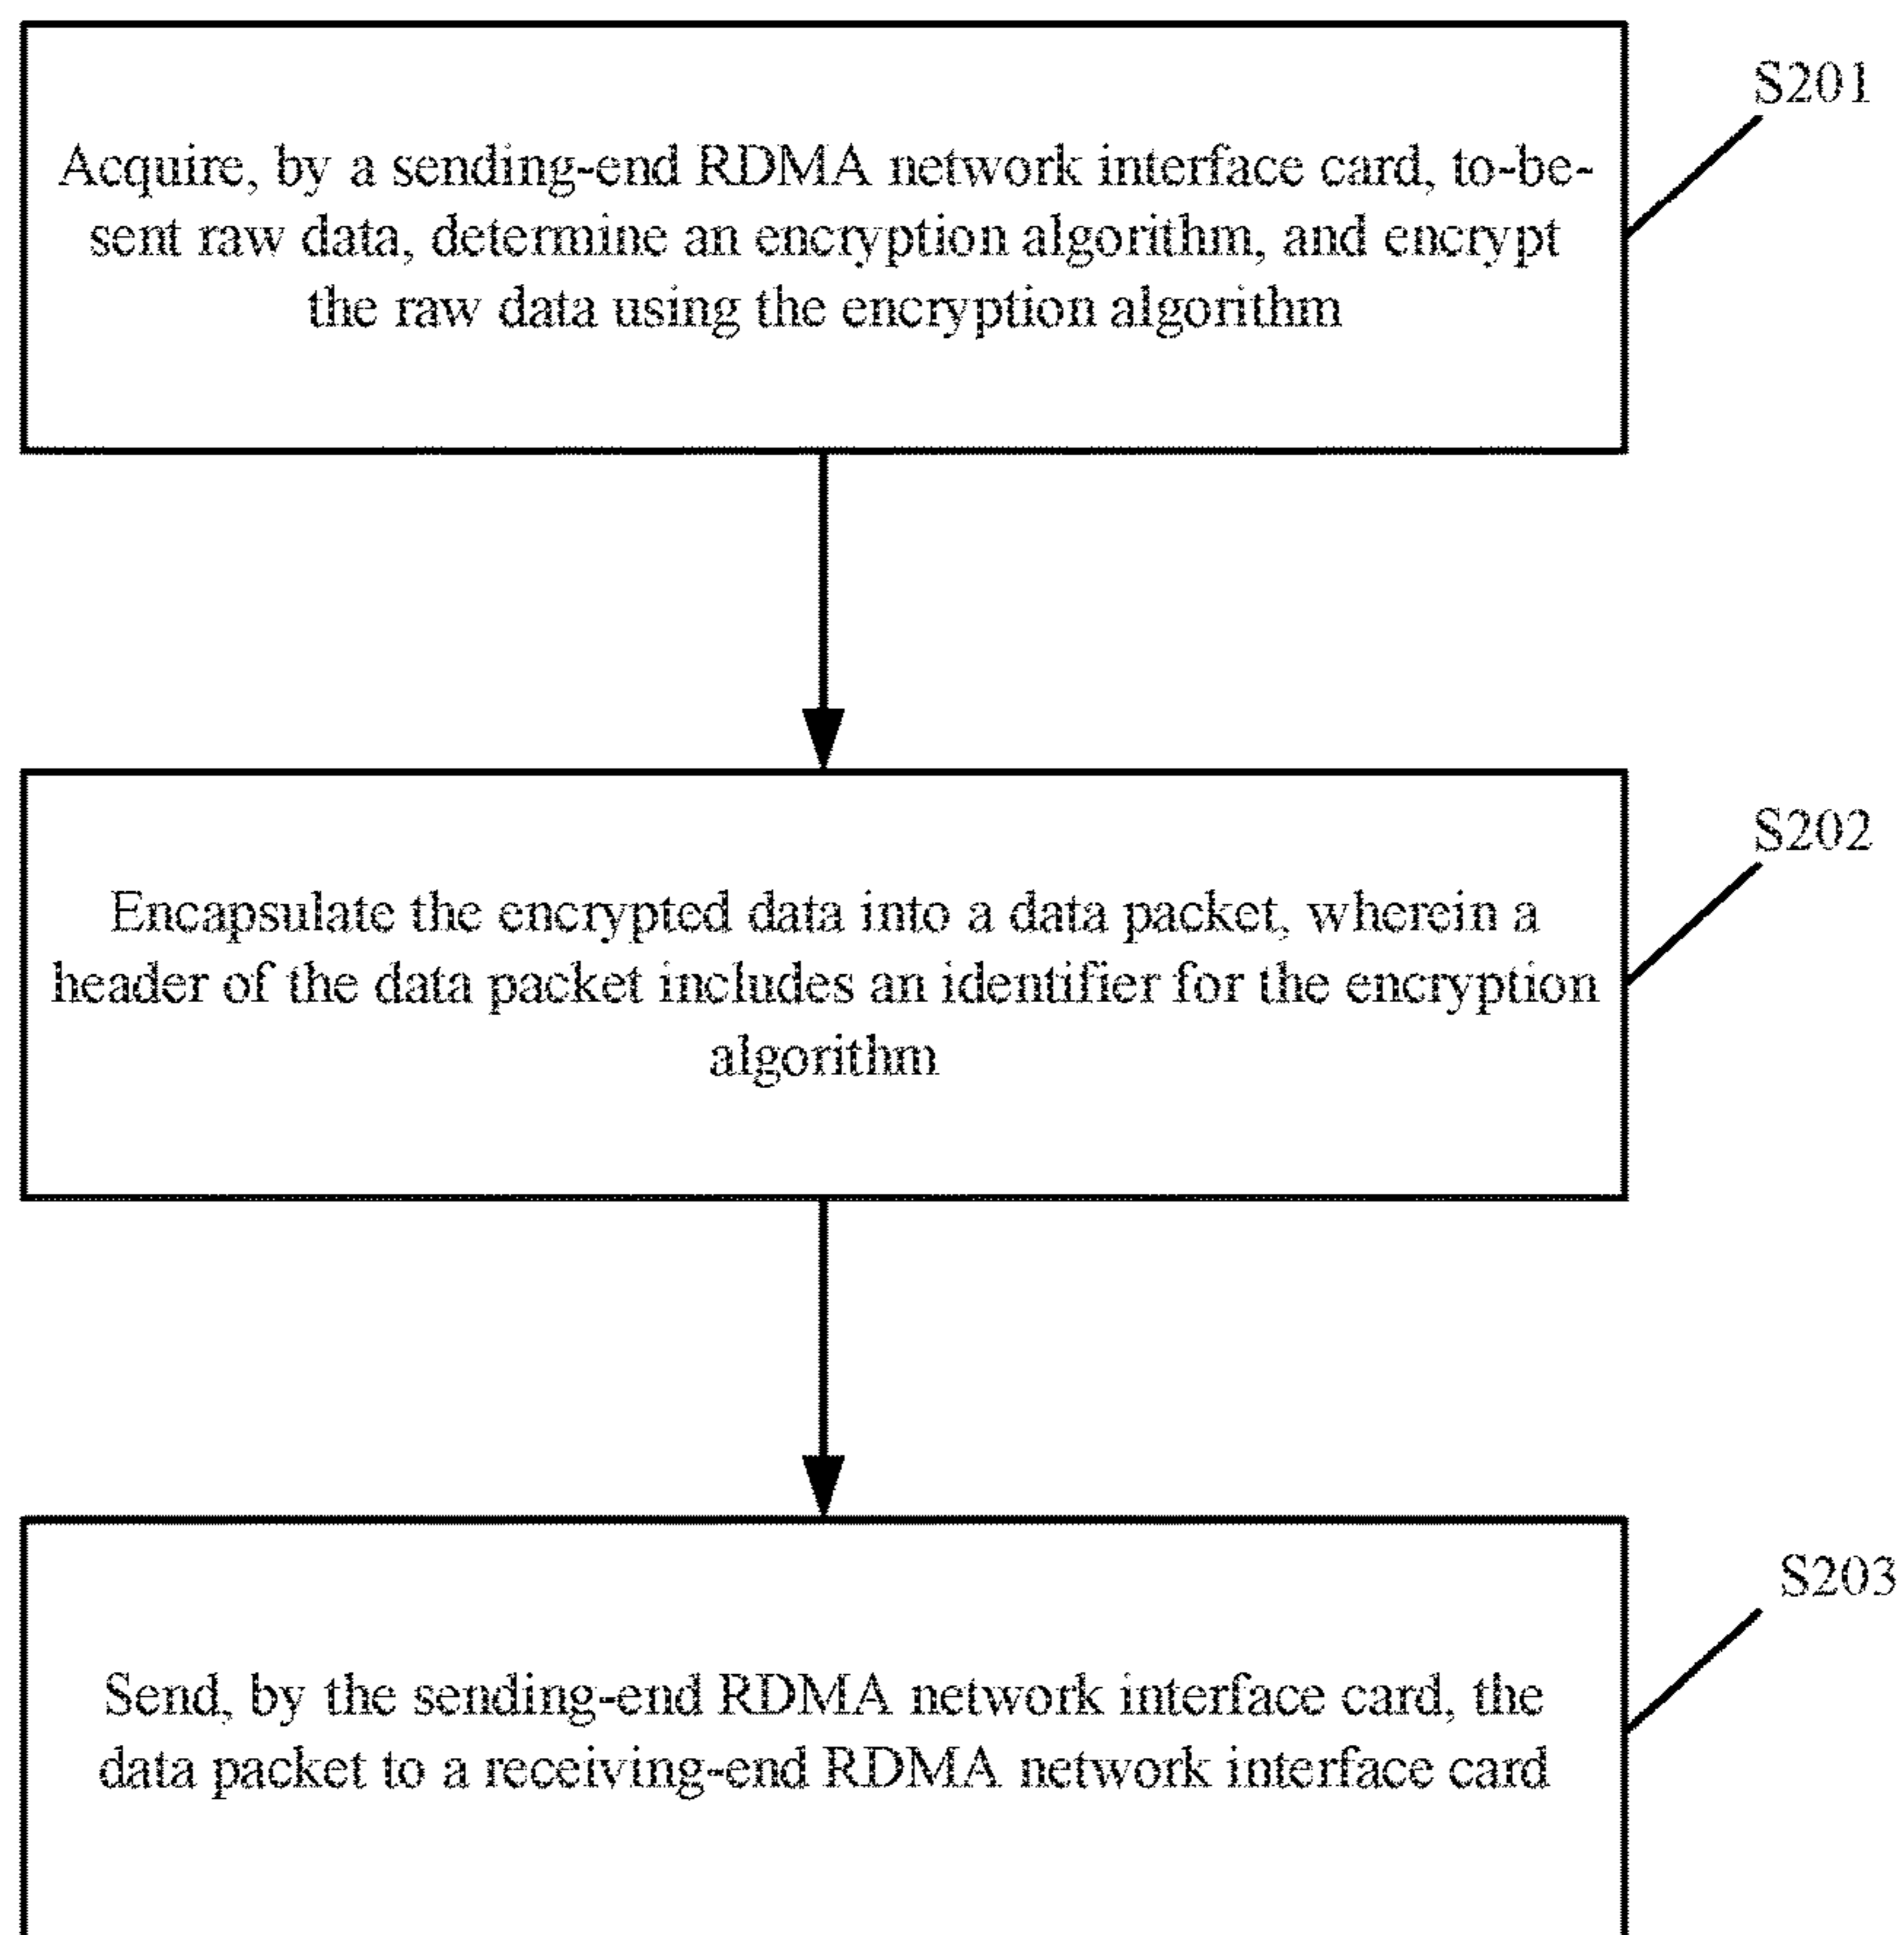 S201
Acquire, by a sending-end RDMA network interface card, to-be-
sent raw data, determine an encryption algorithm, and encrypt
the raw data using the encryption algorithm
S202
Encapsulate the encrypted data into a data packet, wherein a
header of the data packet includes an identifier for the encryption
algorithm
S203
Send, by the sending-end RDMA network interface card, the
data packet to a receiving-end RDMA network interface card